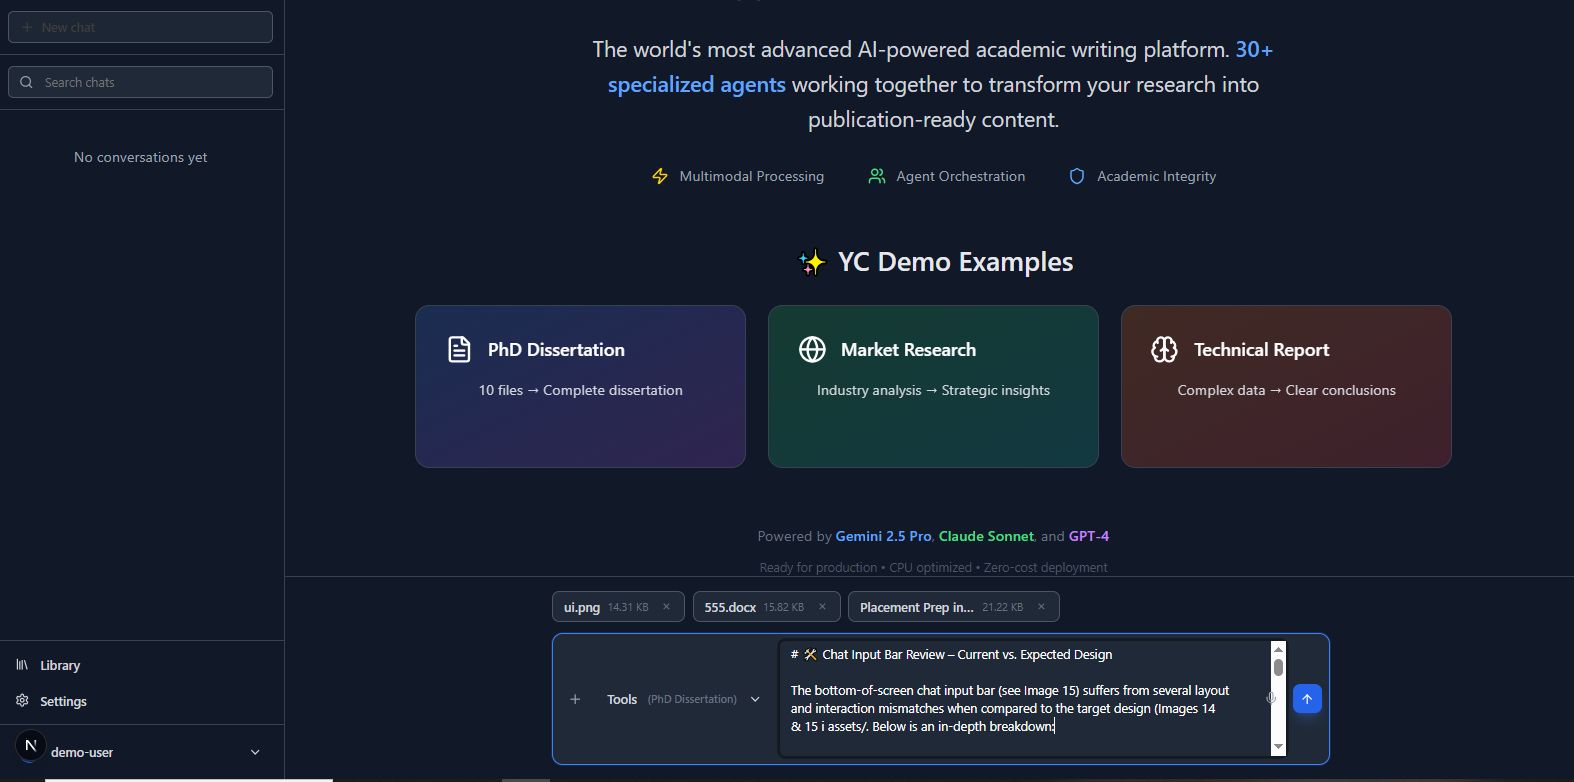 New chat
Search chats
No conversations yet
Library
Settings
N
demo-user
The world's most advanced AI-powered academic writing platform. 30+
specialized agents working together to transform your research into
publication-ready content.
Multimodal Processing
Agent Orchestration
Academic Integrity
✨ YC Demo Examples
PhD Dissertation
10 files → Complete dissertation
Market Research
Industry analysis → Strategic insights
Technical Report
Complex data → Clear conclusions
Powered by Gemini 2.5 Pro, Claude Sonnet, and GPT-4
Ready for production • CPU optimized • Zero-cost deployment
ui.png 14.31 KB ×
555.docx 15.82 KB ×
Placement Prep in... 21.22 KB ×
Tools (PhD Dissertation)
# 🛠 Chat Input Bar Review – Current vs. Expected Design
The bottom-of-screen chat input bar (see Image 15) suffers from several layout
and interaction mismatches when compared to the target design (Images 14
& 15 i assets/. Below is an in-depth breakdown: